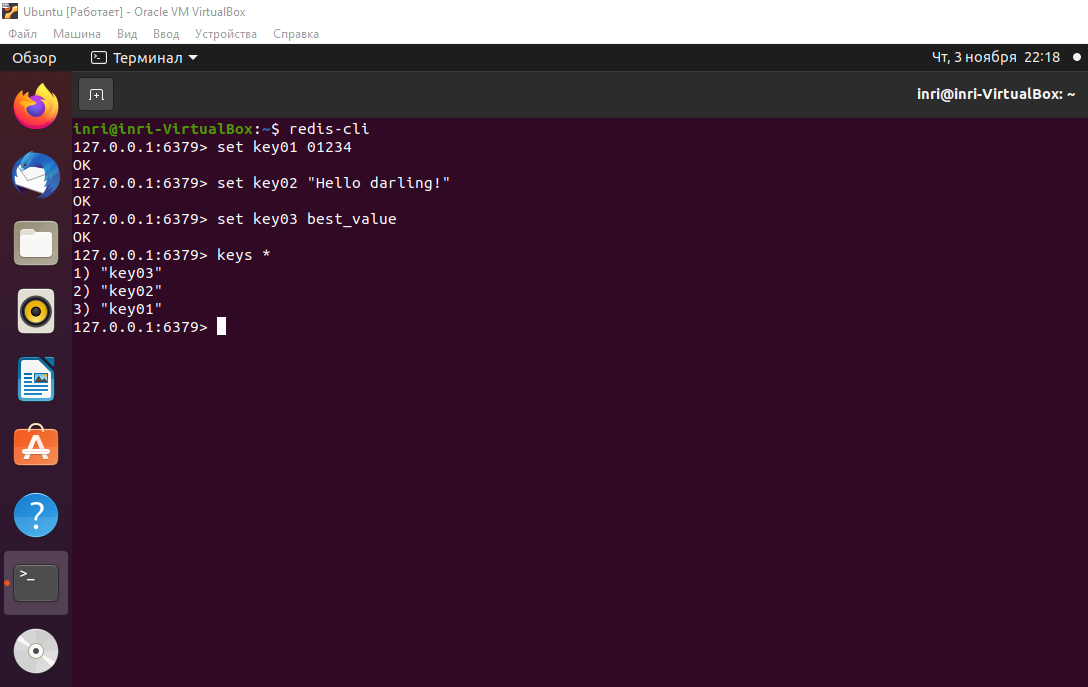 Ubuntu [Работает] - Oracle VM VirtualBox
Файл Машина Вид Ввод Устройства Справка
Обзор Терминал Чт, 3 ноября 22:18
inri@inri-VirtualBox: ~
inri@inri-VirtualBox:~$ redis-cli
127.0.0.1:6379> set key01 01234
OK
127.0.0.1:6379> set key02 "Hello darling!"
OK
127.0.0.1:6379> set key03 best_value
OK
127.0.0.1:6379> keys *
1) "key03"
2) "key02"
3) "key01"
127.0.0.1:6379>